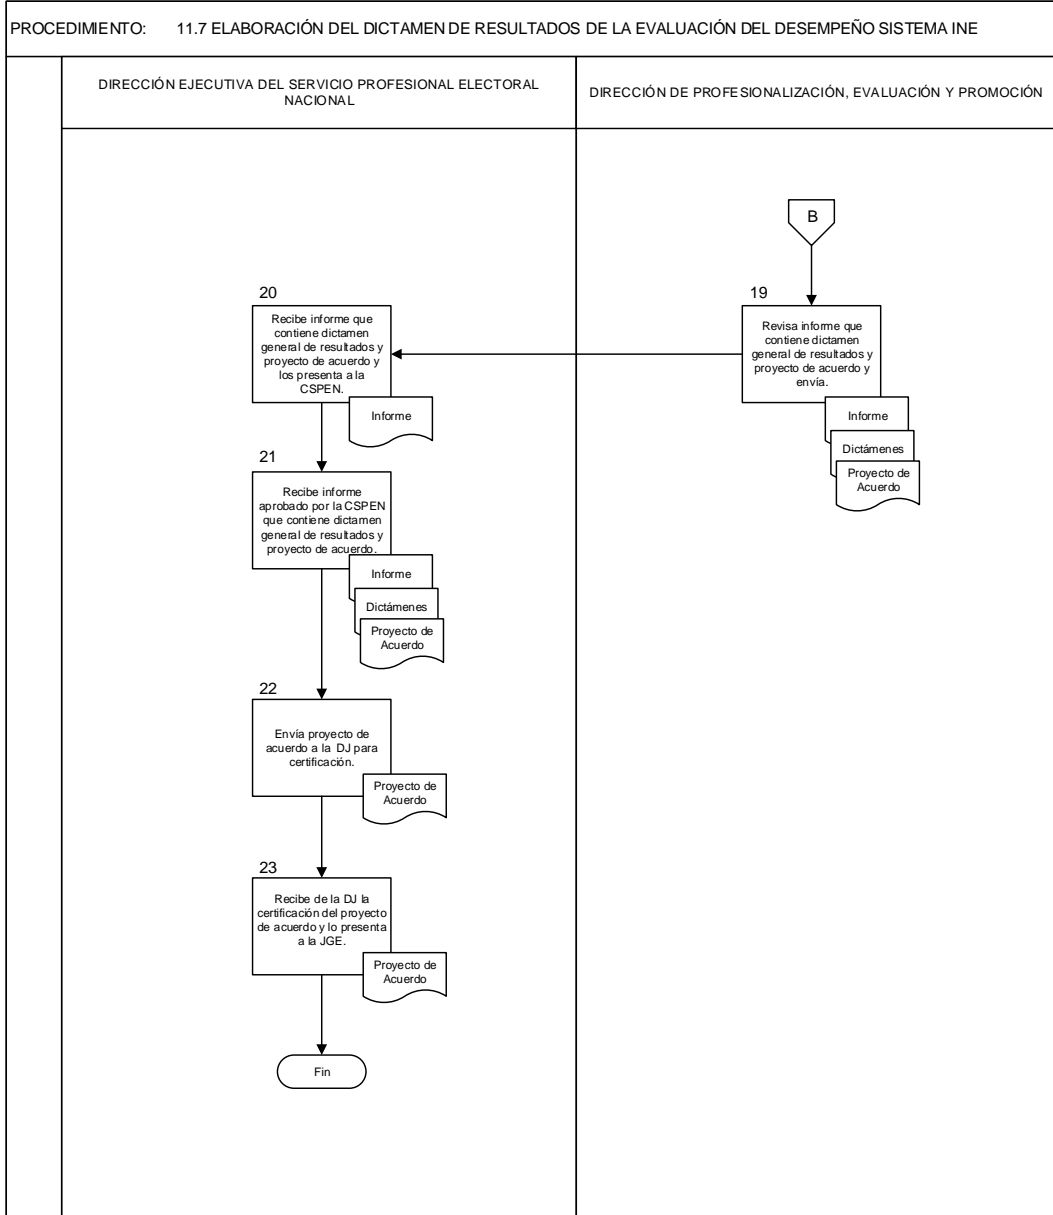 PROCEDIMIENTO: 11.7 ELABORACIÓN DEL DICTAMEN DE RESULTADOS DE LA EVALUACIÓN DEL DESEMPEÑO SISTEMA INE
DIRECCIÓN EJECUTIVA DEL SERVICIO PROFESIONAL ELECTORAL
NACIONAL
DIRECCIÓN DE PROFESIONALIZACIÓN, EVALUACIÓN Y PROMOCIÓN
B
19
Revisa informe que
contiene dictamen
general de resultados y
proyecto de acuerdo y
envía.
Informe
Dictámenes
Proyecto de
Acuerdo
20
Recibe informe que
contiene dictamen
general de resultados y
proyecto de acuerdo y
los presenta a la
CSPEN.
Informe
21
Recibe informe
aprobado por la CSPEN
que contiene dictamen
general de resultados y
proyecto de acuerdo.
Informe
Dictámenes
Proyecto de
Acuerdo
22
Envía proyecto de
acuerdo a la DJ para
certificación.
Proyecto de
Acuerdo
23
Recibe de la DJ la
certificación del proyecto
de acuerdo y lo presenta
a la JGE.
Proyecto de
Acuerdo
Fin